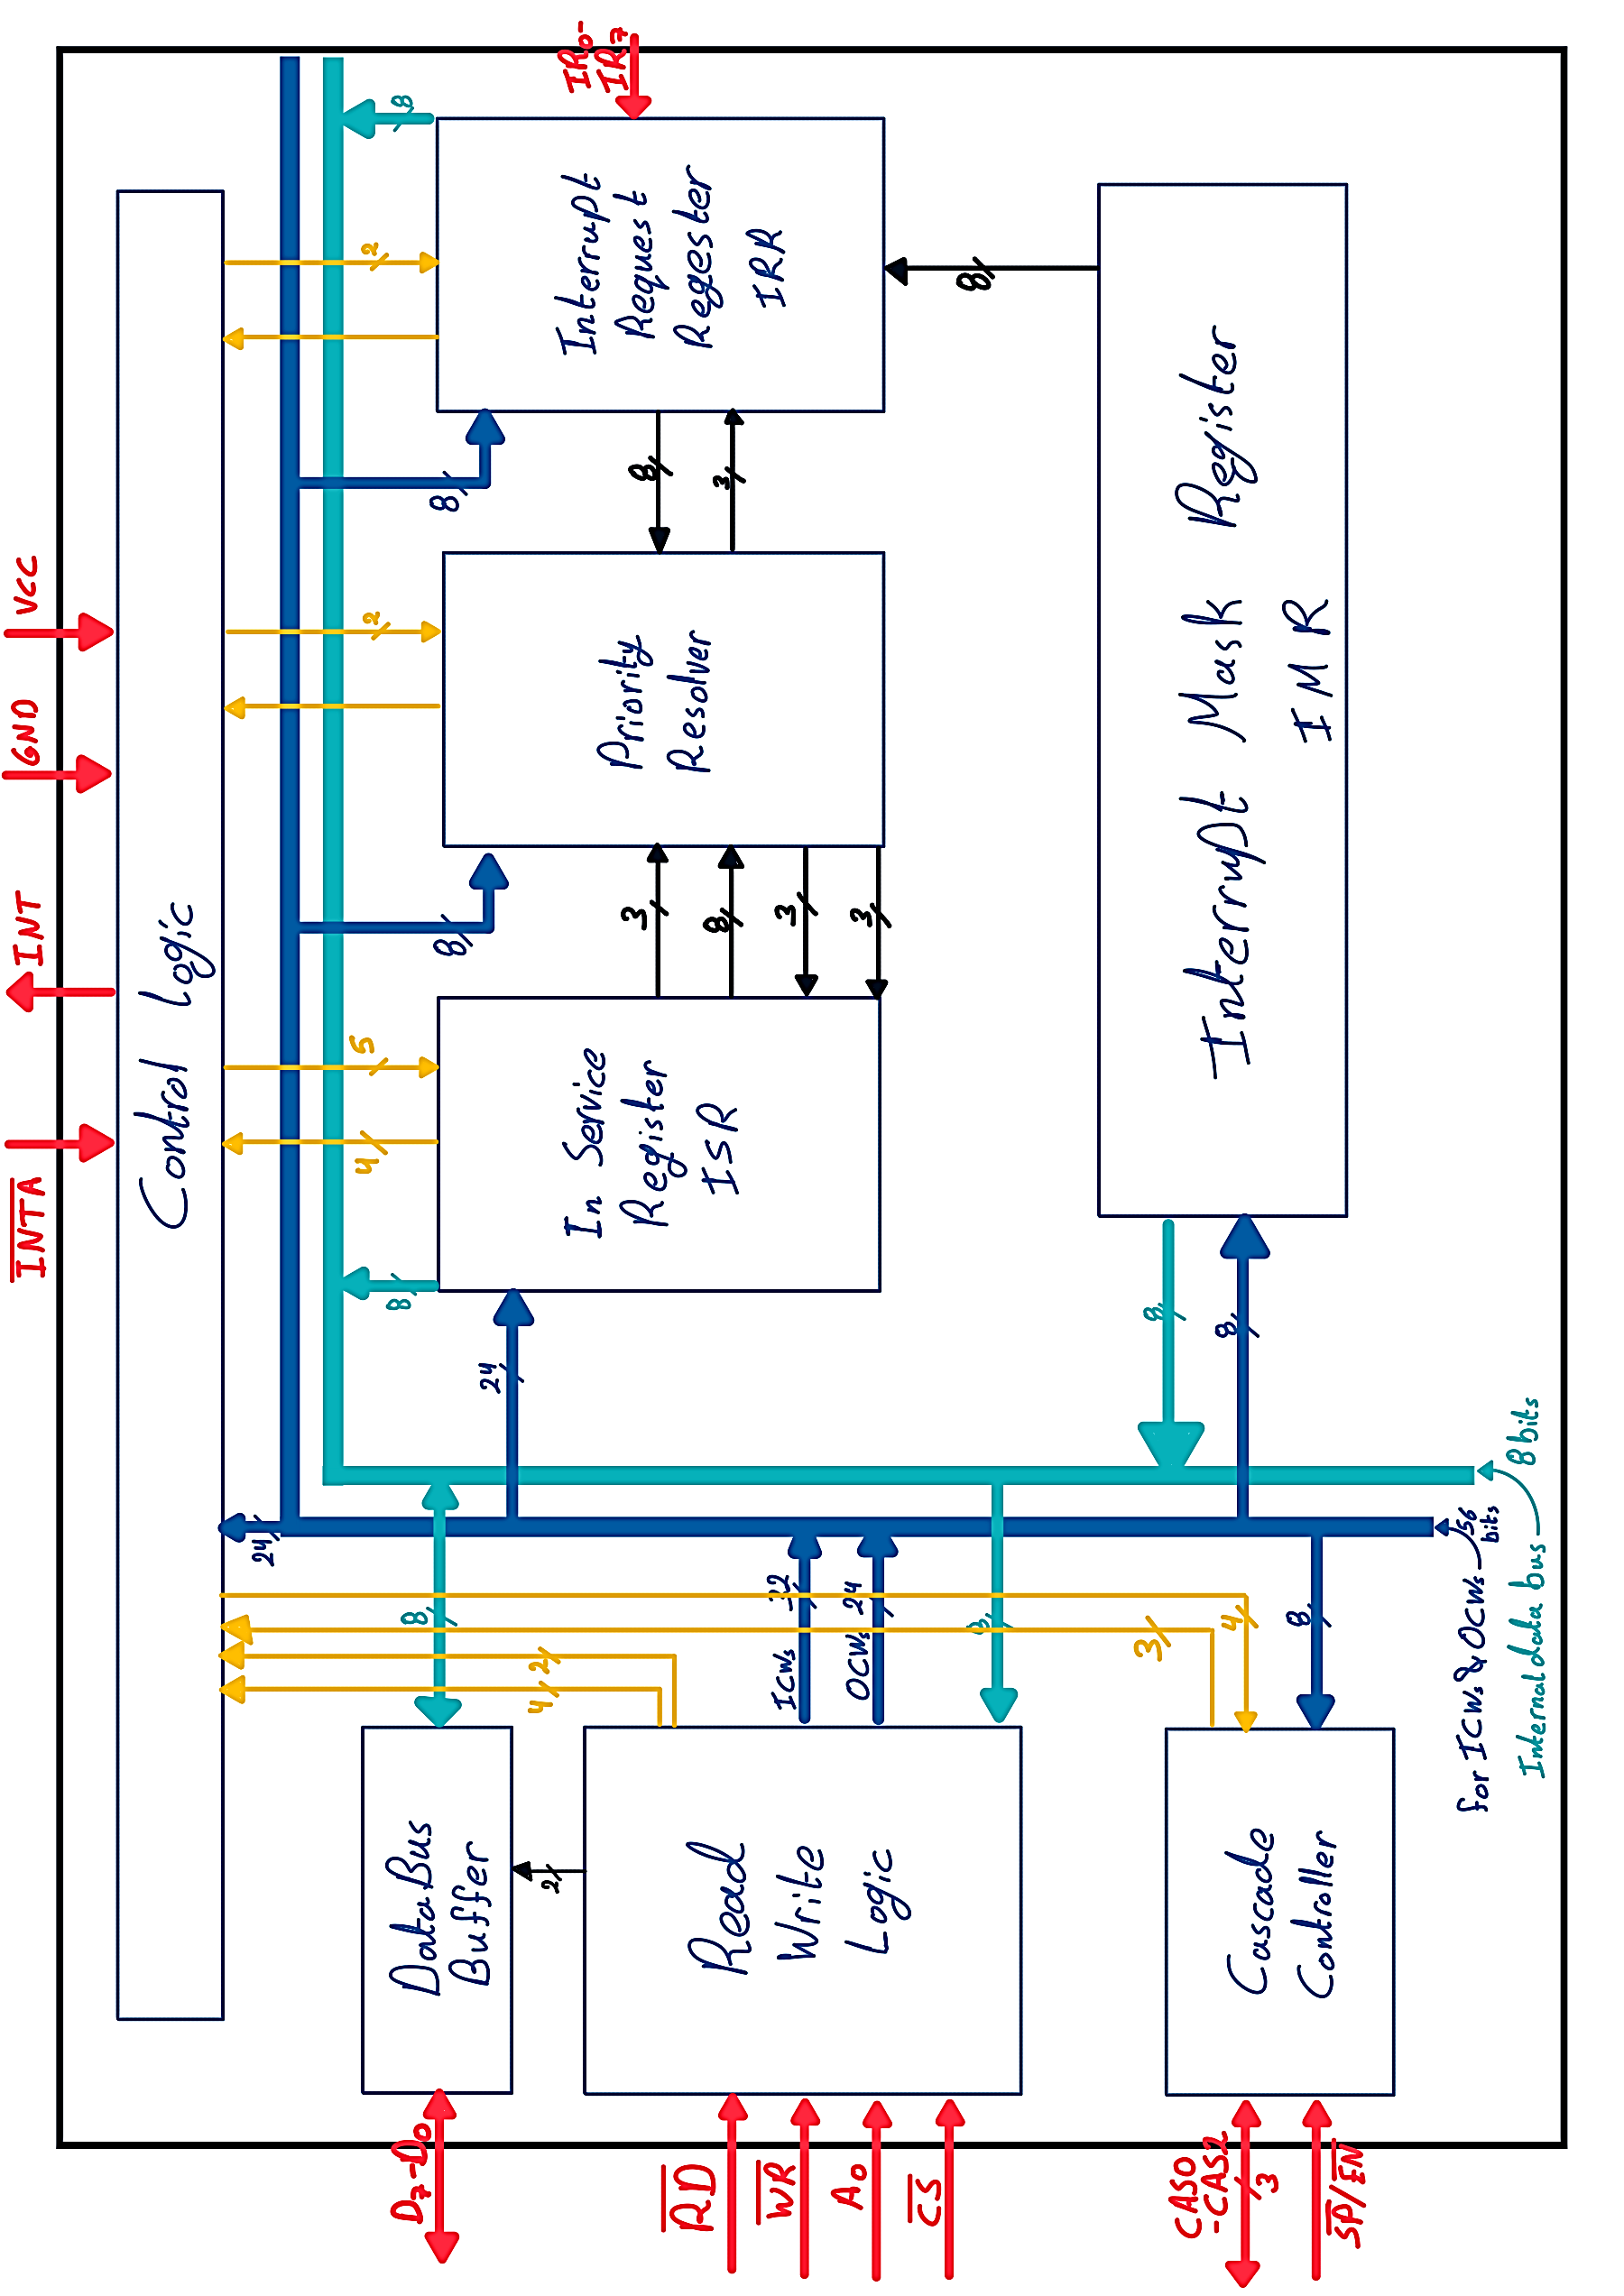 INTA
INT
GND
VCC
Control Logic
24
D7-D0
Data Bus
Buffer
8
8
4
5
8
2
8
2
8
In Service
Register
ISR
Priority
Resolver
Interrupt
Request
Regester
IRR
IR0-
IR7
24
2
4
2
3
8
3
3
8
3
RD
WR
A0
CS
Read
Write
Logic
ICWs
32
OCWs
24
8
8
CAS0
-CAS2
3
SP/EN
Cascade
Controller
3
4
8
8
8
Interrupt Mask Register
IMR
for ICWs & OCWs
56
bits
Internal data bus
8 bits